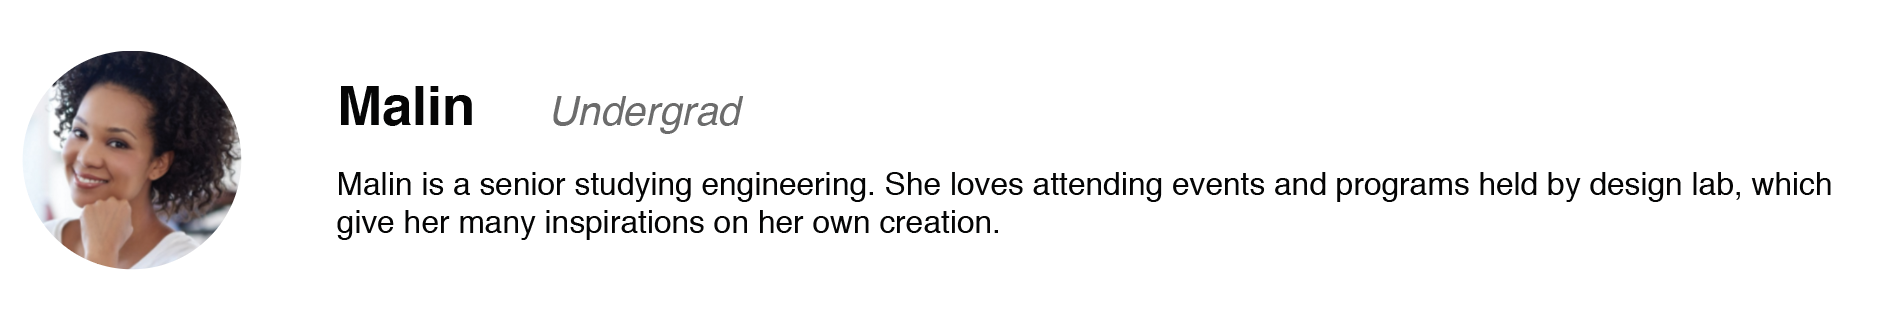 Malin Undergrad
Malin is a senior studying engineering. She loves attending events and programs held by design lab, which
give her many inspirations on her own creation.